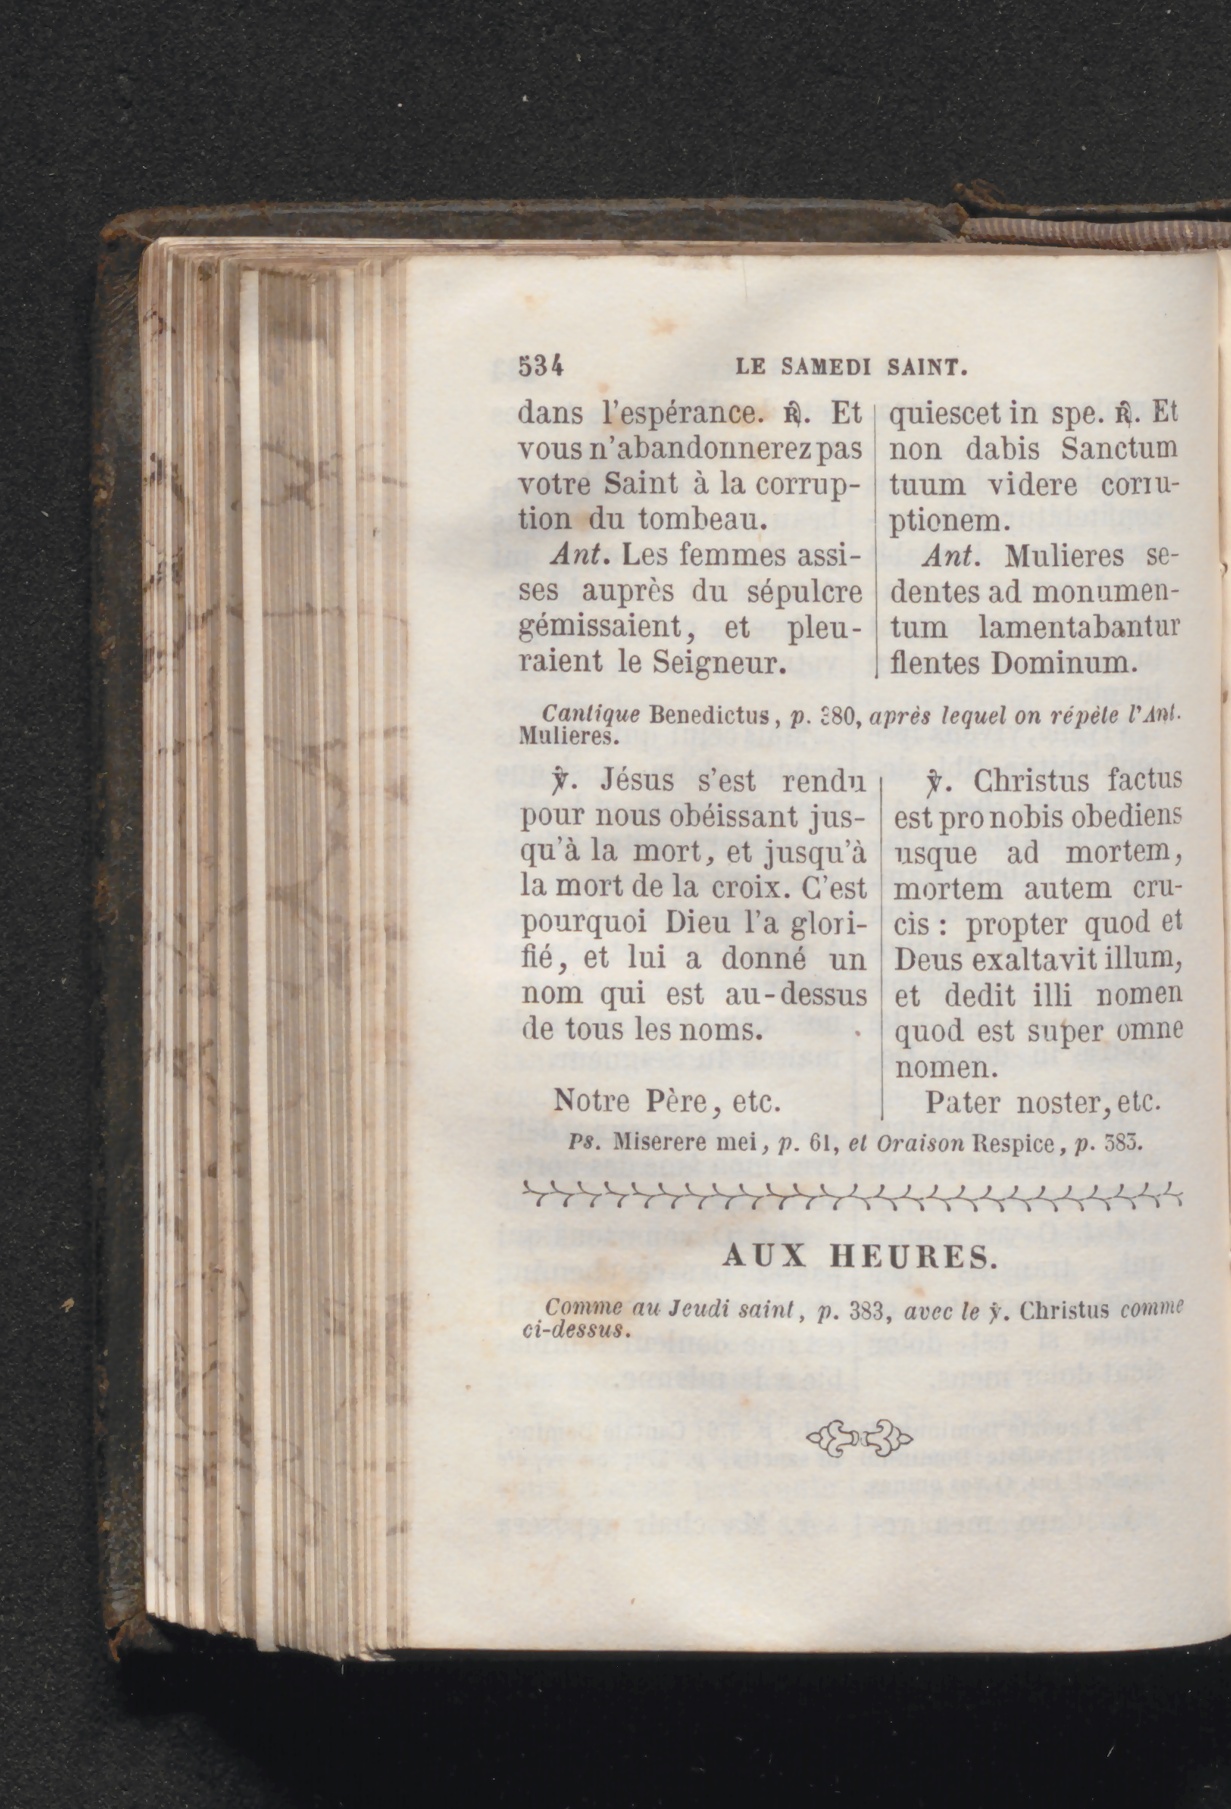 534 LE SAMEDI SAINT.
dans l'espérance. ℟. Et
vous n'abandonnerez pas
votre Saint à la corrup-
tion du tombeau.
Ant. Les femmes assi-
ses auprès du sépulcre
gémissaient, et pleu-
raient le Seigneur.
quiescet in spe. ℟. Et
non dabis Sanctum
tuum videre corru-
ptionem.
Ant. Mulieres se-
dentes ad monumen-
tum lamentabantur
flentes Dominum.
Cantique Benedictus, p. 380, après lequel on répète l'Ant.
Mulieres.
℣. Jésus s'est rendu
pour nous obéissant jus-
qu'à la mort, et jusqu'à
la mort de la croix. C'est
pourquoi Dieu l'a glori-
fié, et lui a donné un
nom qui est au-dessus
de tous les noms.
Notre Père, etc.
℣. Christus factus
est pro nobis obediens
usque ad mortem,
mortem autem cru-
cis : propter quod et
Deus exaltavit illum,
et dedit illi nomen
quod est super omne
nomen.
Pater noster, etc.
Ps. Miserere mei, p. 61, et Oraison Respice, p. 383.
AUX HEURES.
Comme au Jeudi saint, p. 383, avec le ℣. Christus comme
ci-dessus.